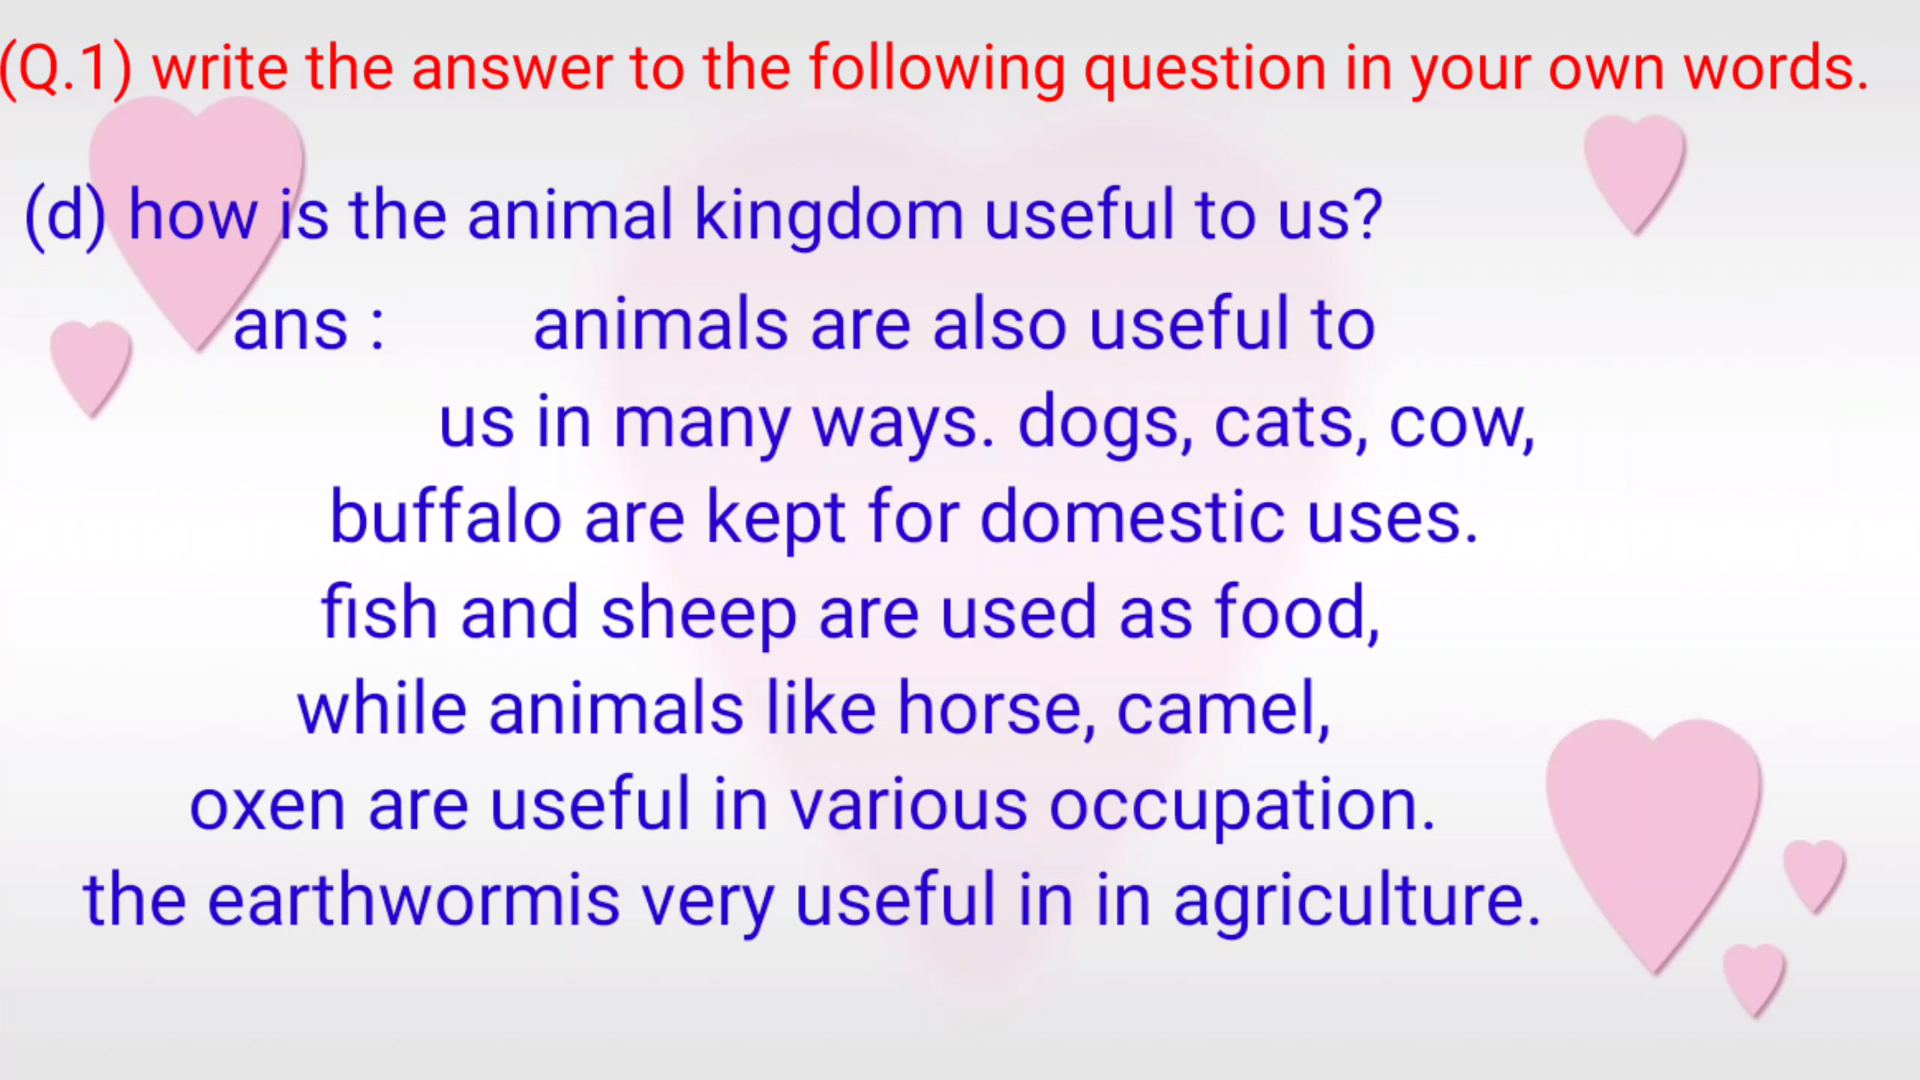 (Q.1) write the answer to the following question in your own words.
(d) how is the animal kingdom useful to us?
ans : animals are also useful to
us in many ways. dogs, cats, cow,
buffalo are kept for domestic uses.
fish and sheep are used as food,
while animals like horse, camel,
oxen are useful in various occupation.
the earthwormis very useful in in agriculture.